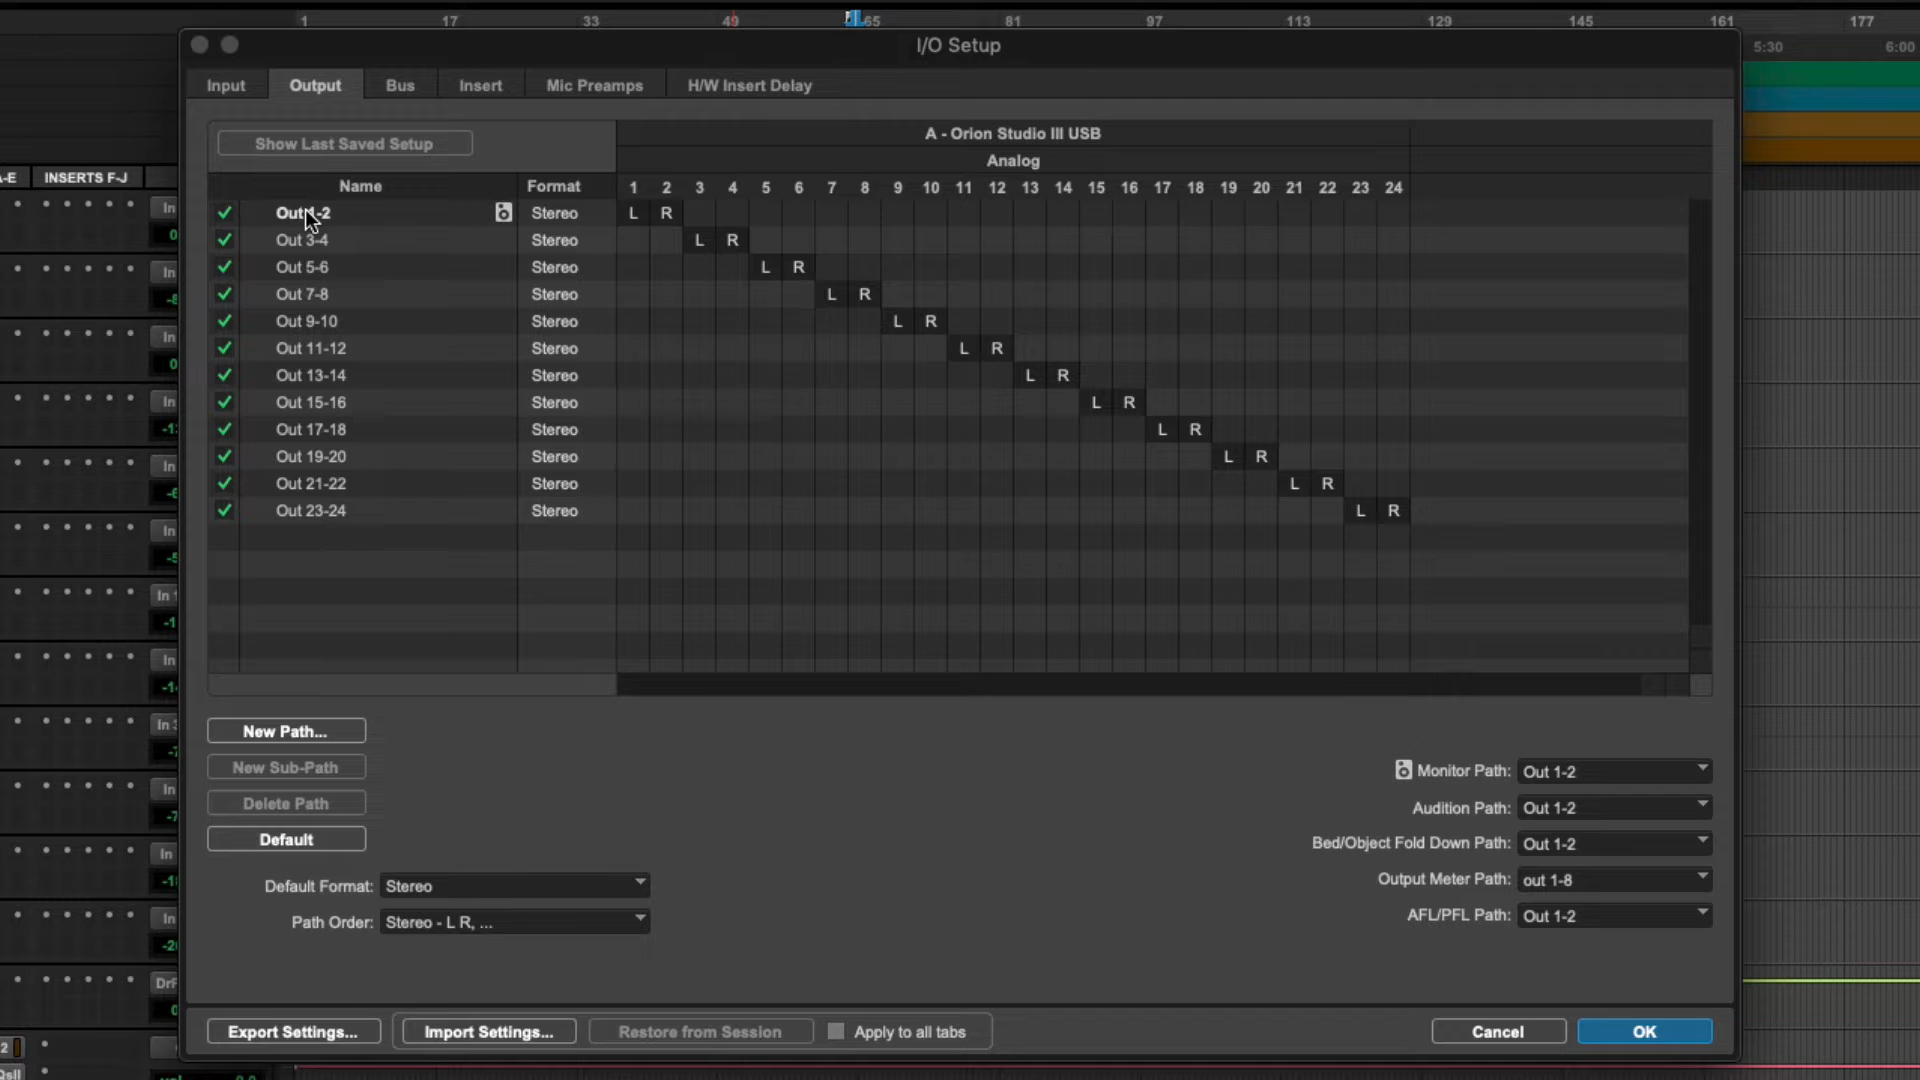 1 17 33 49 65 81 97 113 129 145 161 177
I/O Setup
5:30 6:00
Input Output Bus Insert Mic Preamps H/W Insert Delay
Show Last Saved Setup
A - Orion Studio III USB
Analog
A-E INSERTS F-J
Name Format 1 2 3 4 5 6 7 8 9 10 11 12 13 14 15 16 17 18 19 20 21 22 23 24
Out 1-2 Stereo L R
Out 3-4 Stereo L R
Out 5-6 Stereo L R
Out 7-8 Stereo L R
Out 9-10 Stereo L R
Out 11-12 Stereo L R
Out 13-14 Stereo L R
Out 15-16 Stereo L R
Out 17-18 Stereo L R
Out 19-20 Stereo L R
Out 21-22 Stereo L R
Out 23-24 Stereo L R
New Path...
New Sub-Path
Delete Path
Default
Default Format: Stereo
Path Order: Stereo - L R, ...
Monitor Path: Out 1-2
Audition Path: Out 1-2
Bed/Object Fold Down Path: Out 1-2
Output Meter Path: out 1-8
AFL/PFL Path: Out 1-2
Export Settings... Import Settings... Restore from Session Apply to all tabs Cancel OK